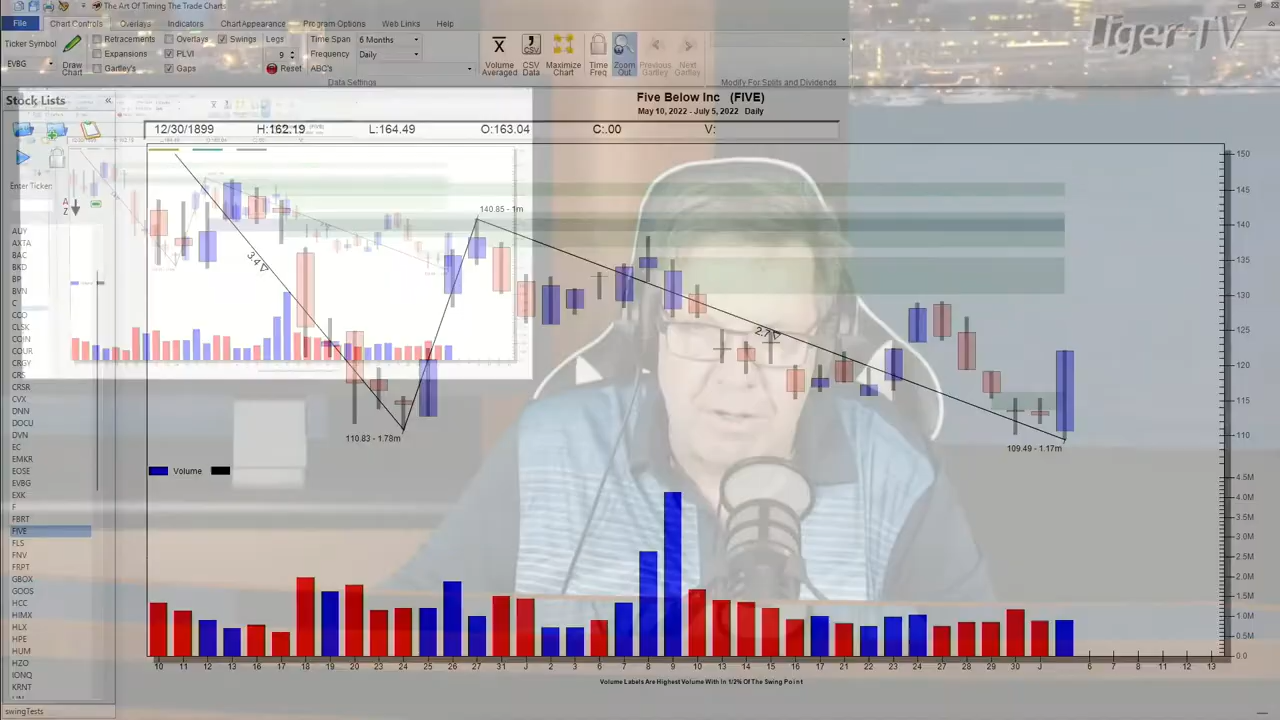 The Art Of Timing The Trade Charts
Tiger-TV
File Chart Controls Overlays Indicators Chart Appearance Program Options Web Links Help
Ticker Symbol
EVBG
Draw Chart
Retracements
Expansions
Gartley's
Overlays
PLVI
Gaps
Swings
Legs
9
Reset
Time Span 6 Months
Frequency Daily
ABC's
Data Settings
Volume Averaged
CSV Data
Maximize Chart
Time Freq
Zoom Out
Previous Gartley
Next Gartley
Modify For Splits and Dividends
Stock Lists
Five Below Inc (FIVE)
May 10, 2022 - July 5, 2022 Daily
12/30/1899 H:162.19 L:164.49 O:163.04 C:.00 V:
Enter Ticker
A
Z
AUY
AXTA
BAC
BKD
BP
BVN
C
CCO
CLSK
COIN
COUR
CRGY
CRS
CRSR
CVX
DNN
DOCU
DVN
EC
EMKR
EOSE
EVBG
EXK
F
FBRT
FIVE
FLS
FNV
FRPT
GBOX
GOOS
HCC
HIMX
HLX
HPE
HUM
HZO
IONQ
KRNT
swingTests
140.85 - 1m
110.83 - 1.78m
109.49 - 1.17m
150
145
140
135
130
125
120
115
110
Volume
4.5M
4.0M
3.5M
3.0M
2.5M
2.0M
1.5M
1.0M
0.5M
0.0
10 11 12 13 16 17 18 19 20 23 24 25 26 27 31 J 2 3 6 7 8 9 10 13 14 15 16 17 21 22 23 24 27 28 29 30 J 5 6 7 8 11 12 13
Volume Labels Are Highest Volume With In 1/2% Of The Swing Point